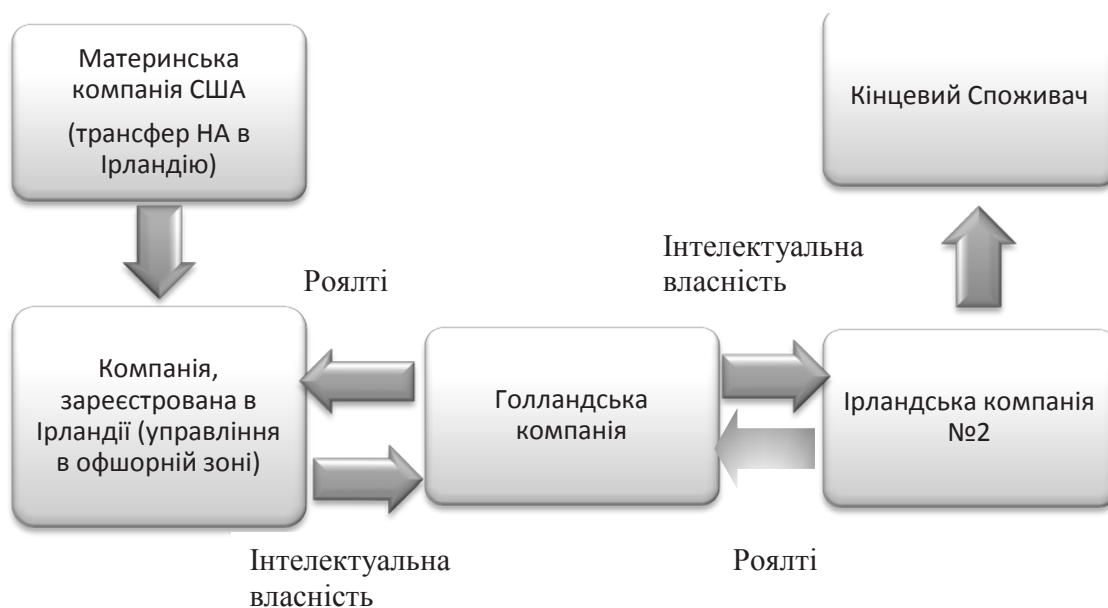 Материнська
компанія США
(трансфер НА в
Ірландію)
Кінцевий Споживач
Інтелектуальна
власність
Роялті
Компанія,
зареєстрована в
Ірландії (управління
в офшорній зоні)
Голландська
компанія
Ірландська компанія
№2
Інтелектуальна
власність
Роялті